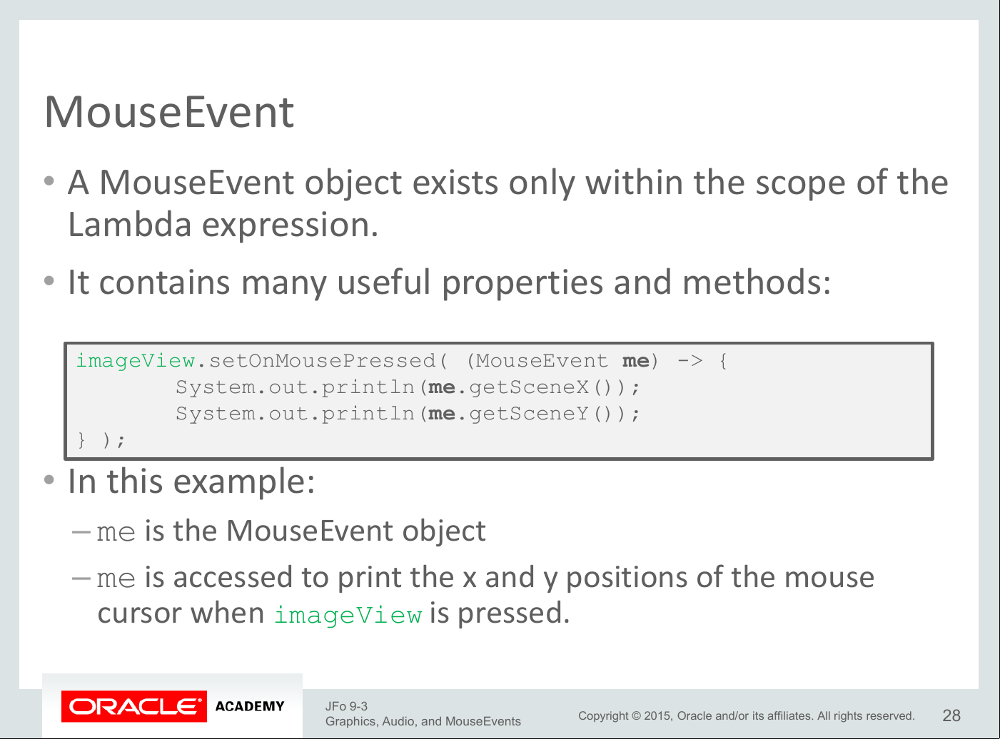 MouseEvent
• A MouseEvent object exists only within the scope of the
Lambda expression.
• It contains many useful properties and methods:
imageView.setOnMousePressed( (MouseEvent me) -> {
        System.out.println(me.getSceneX());
        System.out.println(me.getSceneY());
} );
• In this example:
– me is the MouseEvent object
– me is accessed to print the x and y positions of the mouse
cursor when imageView is pressed.
ORACLE® ACADEMY
JFo 9-3
Graphics, Audio, and MouseEvents
Copyright © 2015, Oracle and/or its affiliates. All rights reserved.
28